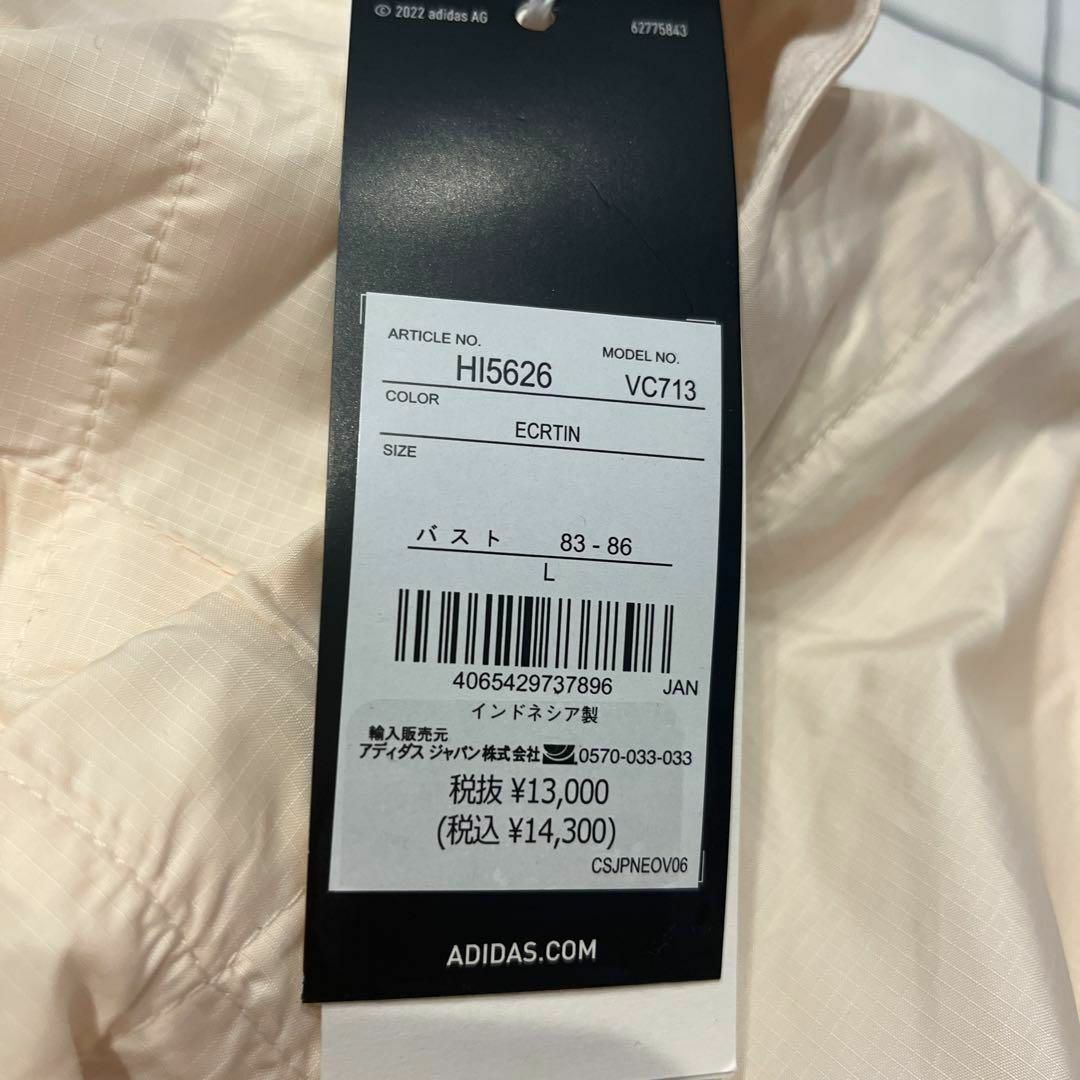 © 2022 adidas AG
62775843
ARTICLE NO.
MODEL NO.
HI5626
VC713
COLOR
ECRTIN
SIZE
バスト 83 - 86
L
4065429737896 JAN
インドネシア製
輸入販売元
アディダス ジャパン株式会社 0570-033-033
税抜 ¥13,000
(税込 ¥14,300)
CSJPNEOV06
ADIDAS.COM